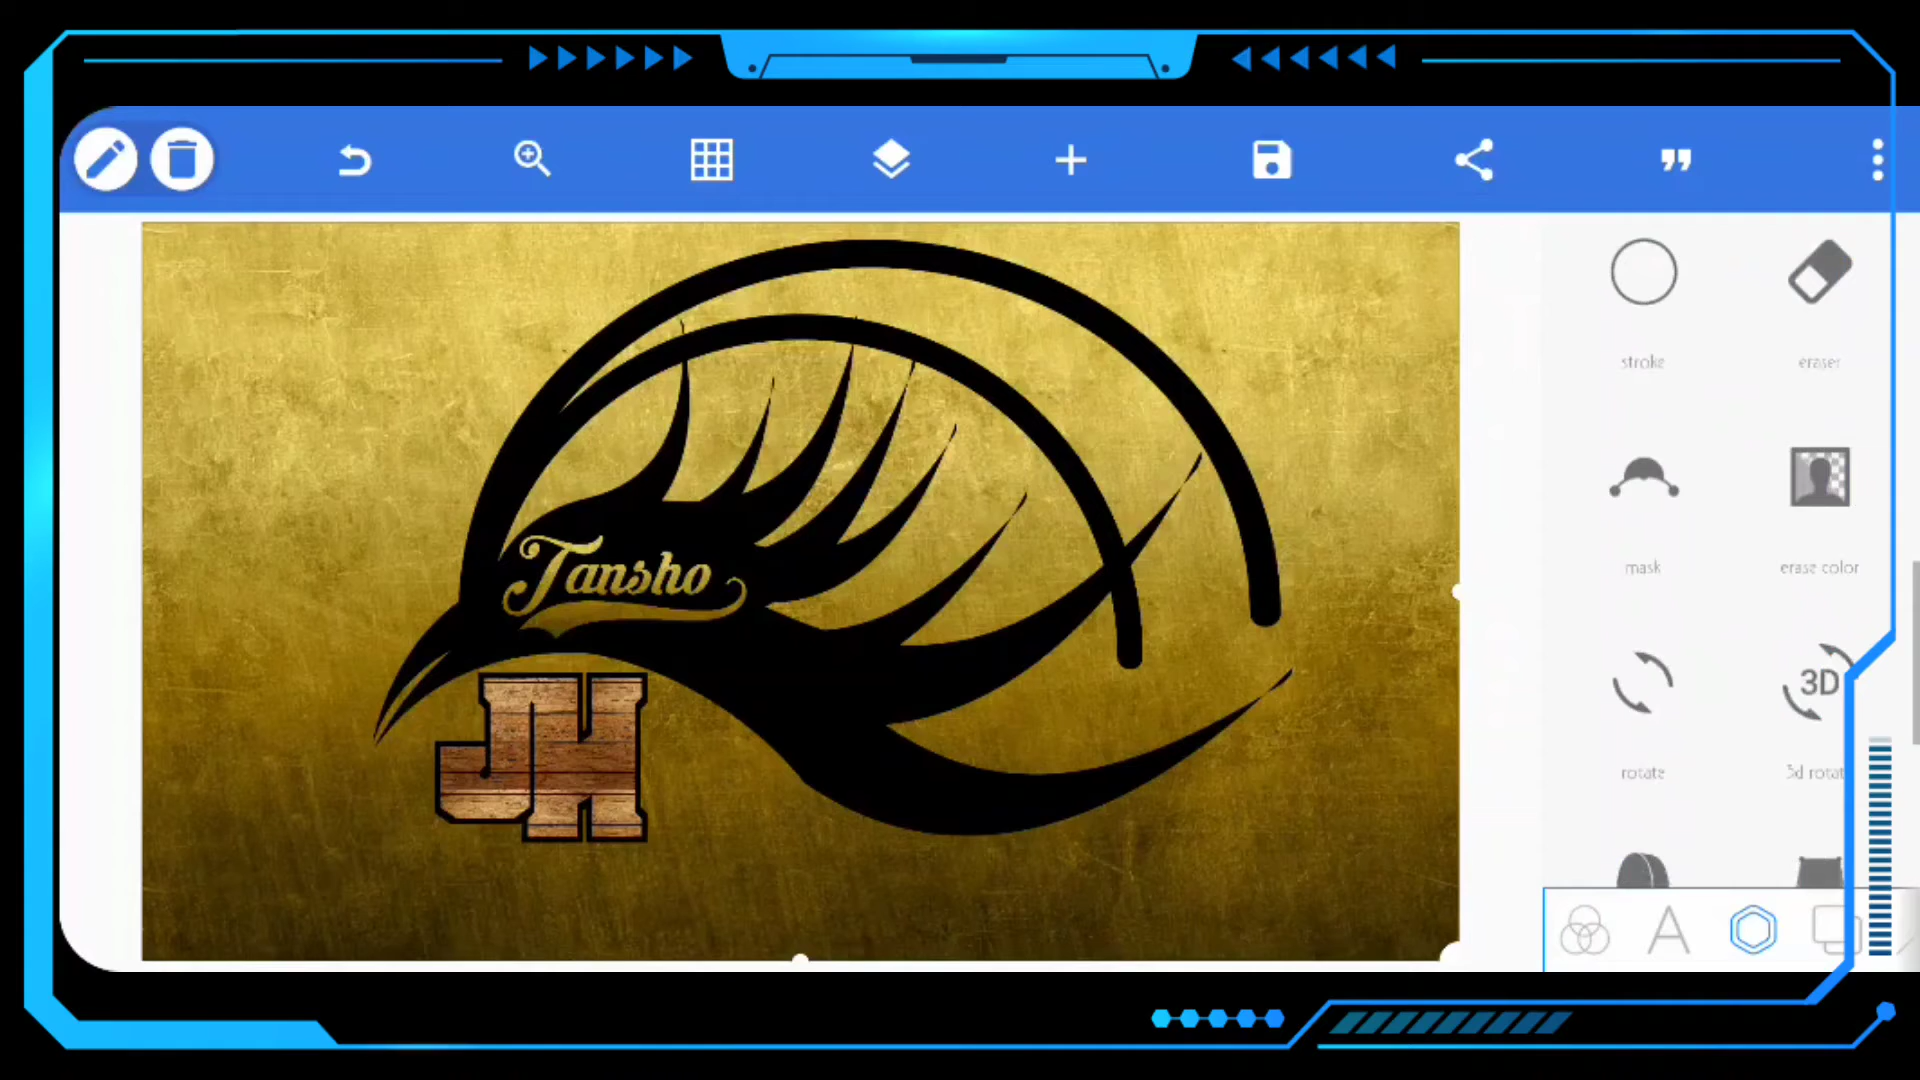 stroke
eraser
Tansho
mask
erase color
JH
rotate
3D
3d rotat
A